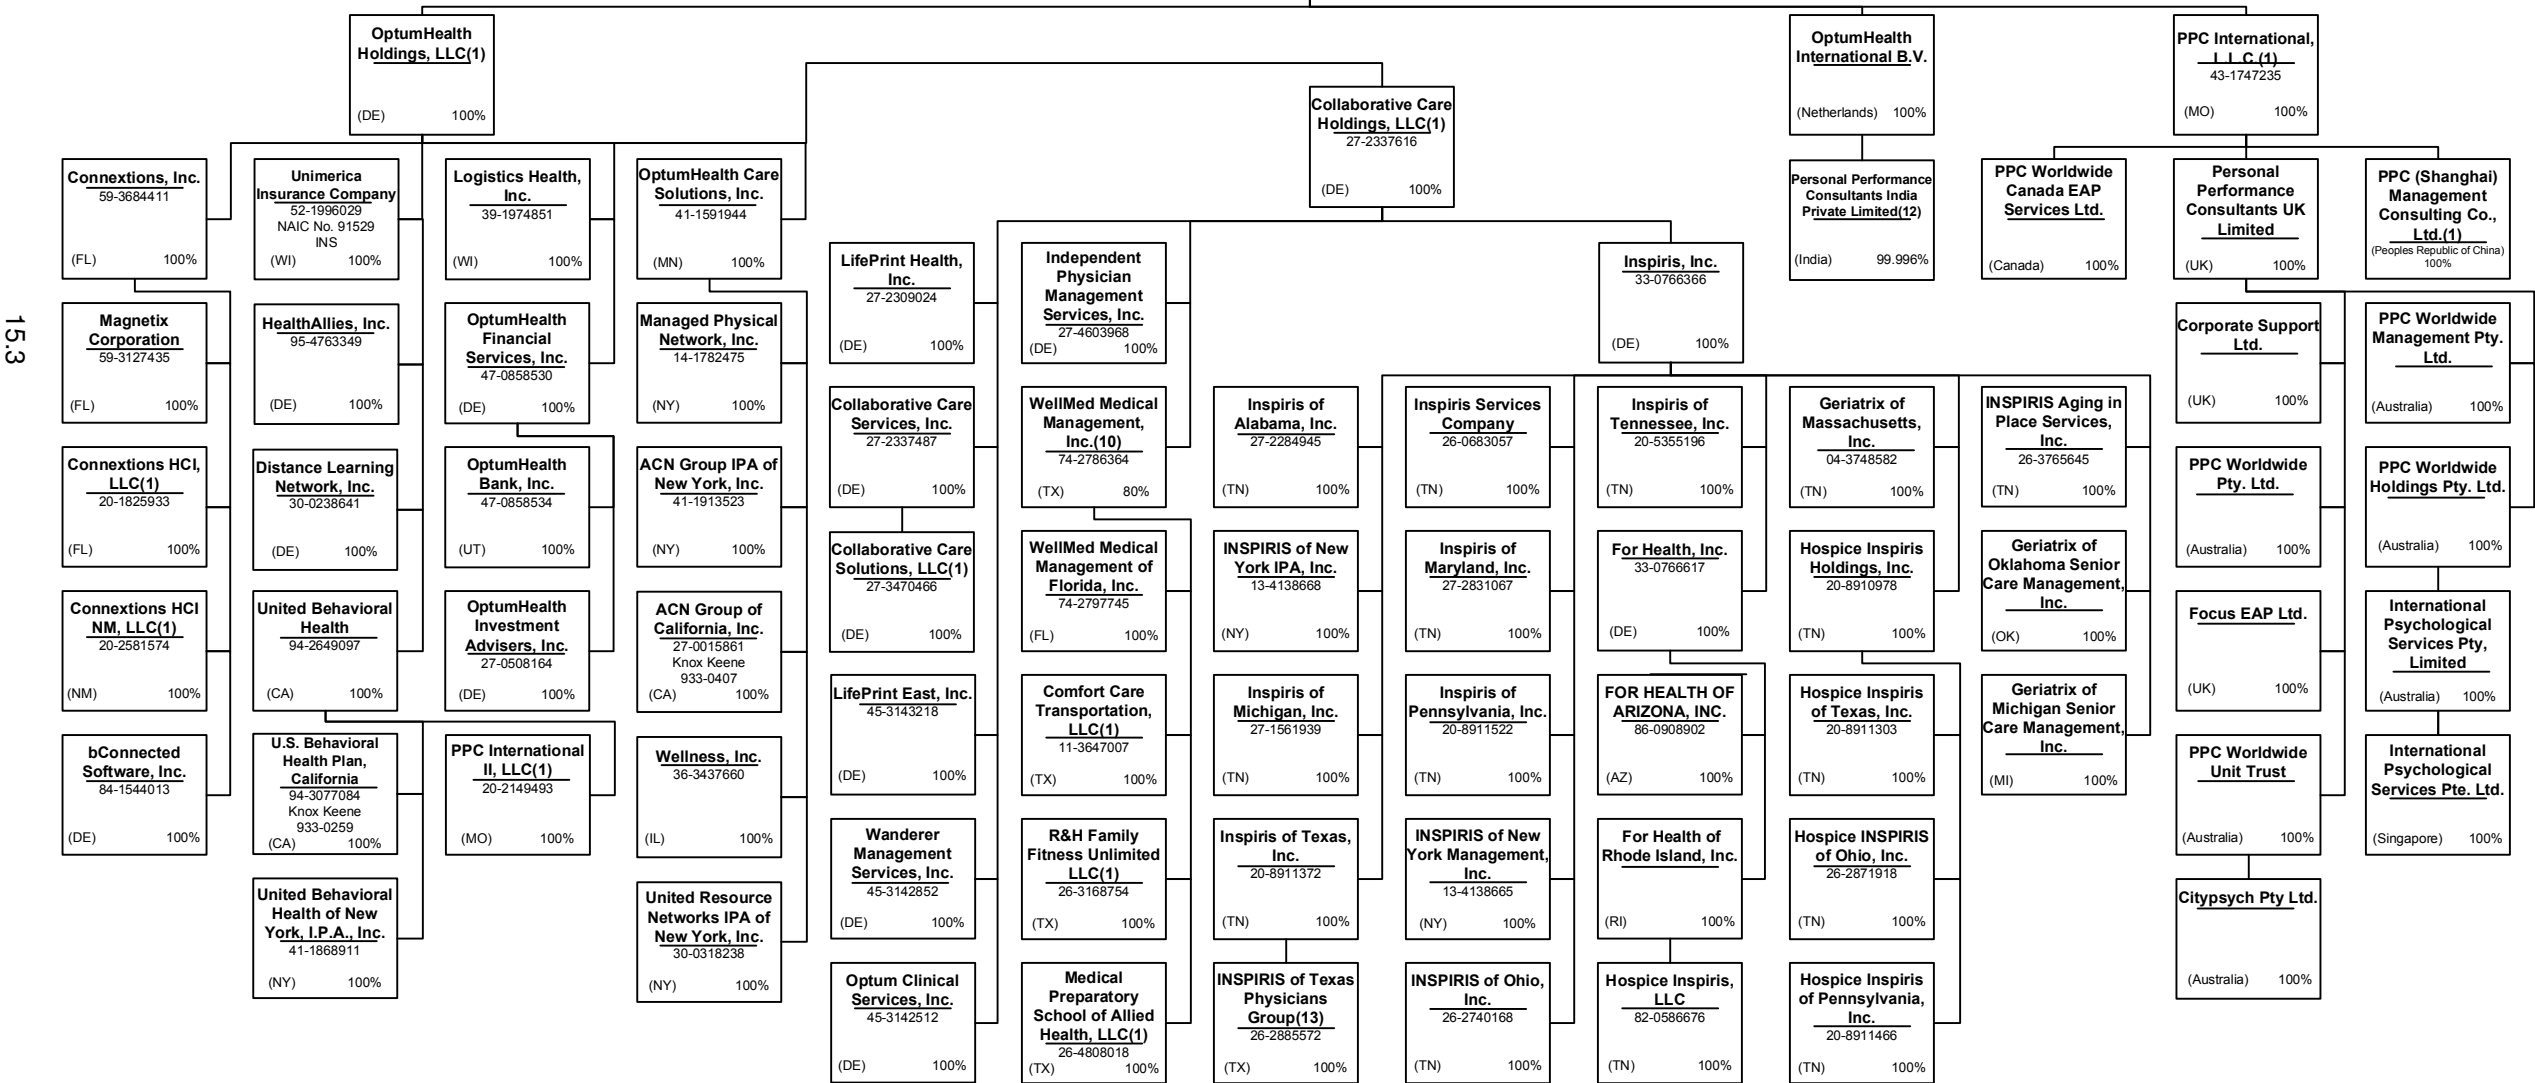 OptumHealth
Holdings, LLC(1)
(DE) 100%
OptumHealth
International B.V.
(Netherlands) 100%
PPC International,
L.L.C.(1)
43-1747235
(MO) 100%
Collaborative Care
Holdings, LLC(1)
27-2337616
(DE) 100%
Connextions, Inc.
59-3684411
(FL) 100%
Unimerica
Insurance Company
52-1996029
NAIC No. 91529
INS
(WI) 100%
Logistics Health,
Inc.
39-1974851
(WI) 100%
OptumHealth Care
Solutions, Inc.
41-1591944
(MN) 100%
Personal Performance
Consultants India
Private Limited(12)
(India) 99.996%
PPC Worldwide
Canada EAP
Services Ltd.
(Canada) 100%
Personal
Performance
Consultants UK
Limited
(UK) 100%
PPC (Shanghai)
Management
Consulting Co.,
Ltd.(1)
(Peoples Republic of China)
100%
LifePrint Health,
Inc.
27-2309024
(DE) 100%
Independent
Physician
Management
Services, Inc.
27-4603968
(DE) 100%
Inspiris, Inc.
33-0766366
(DE) 100%
Magnetix
Corporation
59-3127435
(FL) 100%
HealthAllies, Inc.
95-4763349
(DE) 100%
OptumHealth
Financial
Services, Inc.
47-0858530
(DE) 100%
Managed Physical
Network, Inc.
14-1782475
(NY) 100%
Corporate Support
Ltd.
(UK) 100%
PPC Worldwide
Management Pty.
Ltd.
(Australia) 100%
15.3
Collaborative Care
Services, Inc.
27-2337487
(DE) 100%
WellMed Medical
Management,
Inc.(10)
74-2786364
(TX) 80%
Inspiris of
Alabama, Inc.
27-2284945
(TN) 100%
Inspiris Services
Company
26-0683057
(TN) 100%
Inspiris of
Tennessee, Inc.
20-5355196
(TN) 100%
Geriatrix of
Massachusetts,
Inc.
04-3748582
(TN) 100%
INSPIRIS Aging in
Place Services,
Inc.
26-3765645
(TN) 100%
Connextions HCI,
LLC(1)
20-1825933
(FL) 100%
Distance Learning
Network, Inc.
30-0238641
(DE) 100%
OptumHealth
Bank, Inc.
47-0858534
(UT) 100%
ACN Group IPA of
New York, Inc.
41-1913523
(NY) 100%
PPC Worldwide
Pty. Ltd.
(Australia) 100%
PPC Worldwide
Holdings Pty. Ltd.
(Australia) 100%
Collaborative Care
Solutions, LLC(1)
27-3470466
(DE) 100%
WellMed Medical
Management of
Florida, Inc.
74-2797745
(FL) 100%
INSPIRIS of New
York IPA, Inc.
13-4138668
(NY) 100%
Inspiris of
Maryland, Inc.
27-2831067
(TN) 100%
For Health, Inc.
33-0766617
(DE) 100%
Hospice Inspiris
Holdings, Inc.
20-8910978
(TN) 100%
Geriatrix of
Oklahoma Senior
Care Management,
Inc.
(OK) 100%
Connextions HCI
NM, LLC(1)
20-2581574
(NM) 100%
United Behavioral
Health
94-2649097
(CA) 100%
OptumHealth
Investment
Advisers, Inc.
27-0508164
(DE) 100%
ACN Group of
California, Inc.
27-0015861
Knox Keene
933-0407
(CA) 100%
Focus EAP Ltd.
(UK) 100%
International
Psychological
Services Pty,
Limited
(Australia) 100%
LifePrint East, Inc.
45-3143218
(DE) 100%
Comfort Care
Transportation,
LLC(1)
11-3647007
(TX) 100%
Inspiris of
Michigan, Inc.
27-1561939
(TN) 100%
Inspiris of
Pennsylvania, Inc.
20-8911522
(TN) 100%
FOR HEALTH OF
ARIZONA, INC.
86-0908902
(AZ) 100%
Hospice Inspiris
of Texas, Inc.
20-8911303
(TN) 100%
Geriatrix of
Michigan Senior
Care Management,
Inc.
(MI) 100%
bConnected
Software, Inc.
84-1544013
(DE) 100%
U.S. Behavioral
Health Plan,
California
94-3077084
Knox Keene
933-0259
(CA) 100%
PPC International
II, LLC(1)
20-2149493
(MO) 100%
Wellness, Inc.
36-3437660
(IL) 100%
PPC Worldwide
Unit Trust
(Australia) 100%
International
Psychological
Services Pte. Ltd.
(Singapore) 100%
Wanderer
Management
Services, Inc.
45-3142852
(DE) 100%
R&H Family
Fitness Unlimited
LLC(1)
26-3168754
(TX) 100%
Inspiris of Texas,
Inc.
20-8911372
(TN) 100%
INSPIRIS of New
York Management,
Inc.
13-4138665
(NY) 100%
For Health of
Rhode Island, Inc.
(RI) 100%
Hospice INSPIRIS
of Ohio, Inc.
26-2871918
(TN) 100%
United Behavioral
Health of New
York, I.P.A., Inc.
41-1868911
(NY) 100%
United Resource
Networks IPA of
New York, Inc.
30-0318238
(NY) 100%
Citypsych Pty Ltd.
(Australia) 100%
Optum Clinical
Services, Inc.
45-3142512
(DE) 100%
Medical
Preparatory
School of Allied
Health, LLC(1)
26-4808018
(TX) 100%
INSPIRIS of Texas
Physicians
Group(13)
26-2885572
(TX) 100%
INSPIRIS of Ohio,
Inc.
26-2740168
(TN) 100%
Hospice Inspiris,
LLC
82-0586676
(TN) 100%
Hospice Inspiris
of Pennsylvania,
Inc.
20-8911466
(TN) 100%